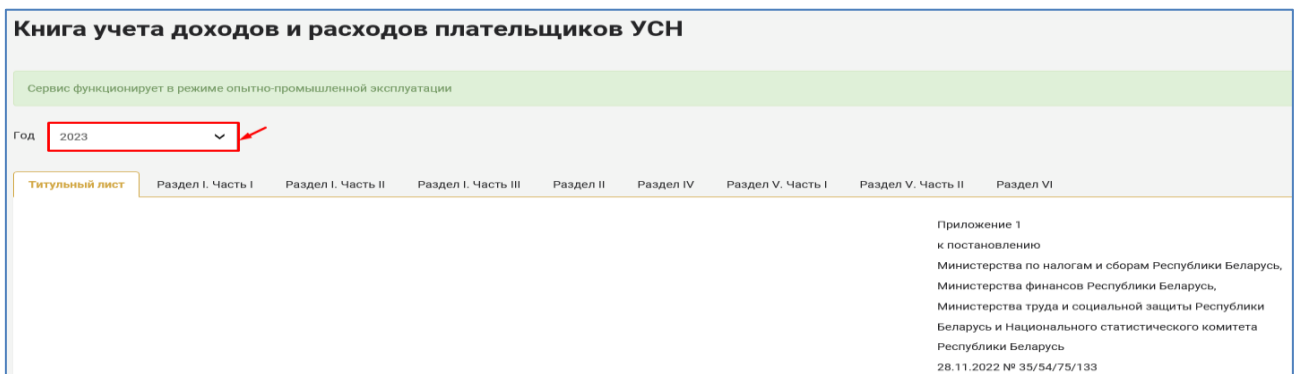 Книга учета доходов и расходов плательщиков УСН
Сервис функционирует в режиме опытно-промышленной эксплуатации
Год 2023
Титульный лист Раздел I. Часть I Раздел I. Часть II Раздел I. Часть III Раздел II Раздел IV Раздел V. Часть I Раздел V. Часть II Раздел VI
Приложение 1
к постановлению
Министерства по налогам и сборам Республики Беларусь,
Министерства финансов Республики Беларусь,
Министерства труда и социальной защиты Республики
Беларусь и Национального статистического комитета
Республики Беларусь
28.11.2022 № 35/54/75/133